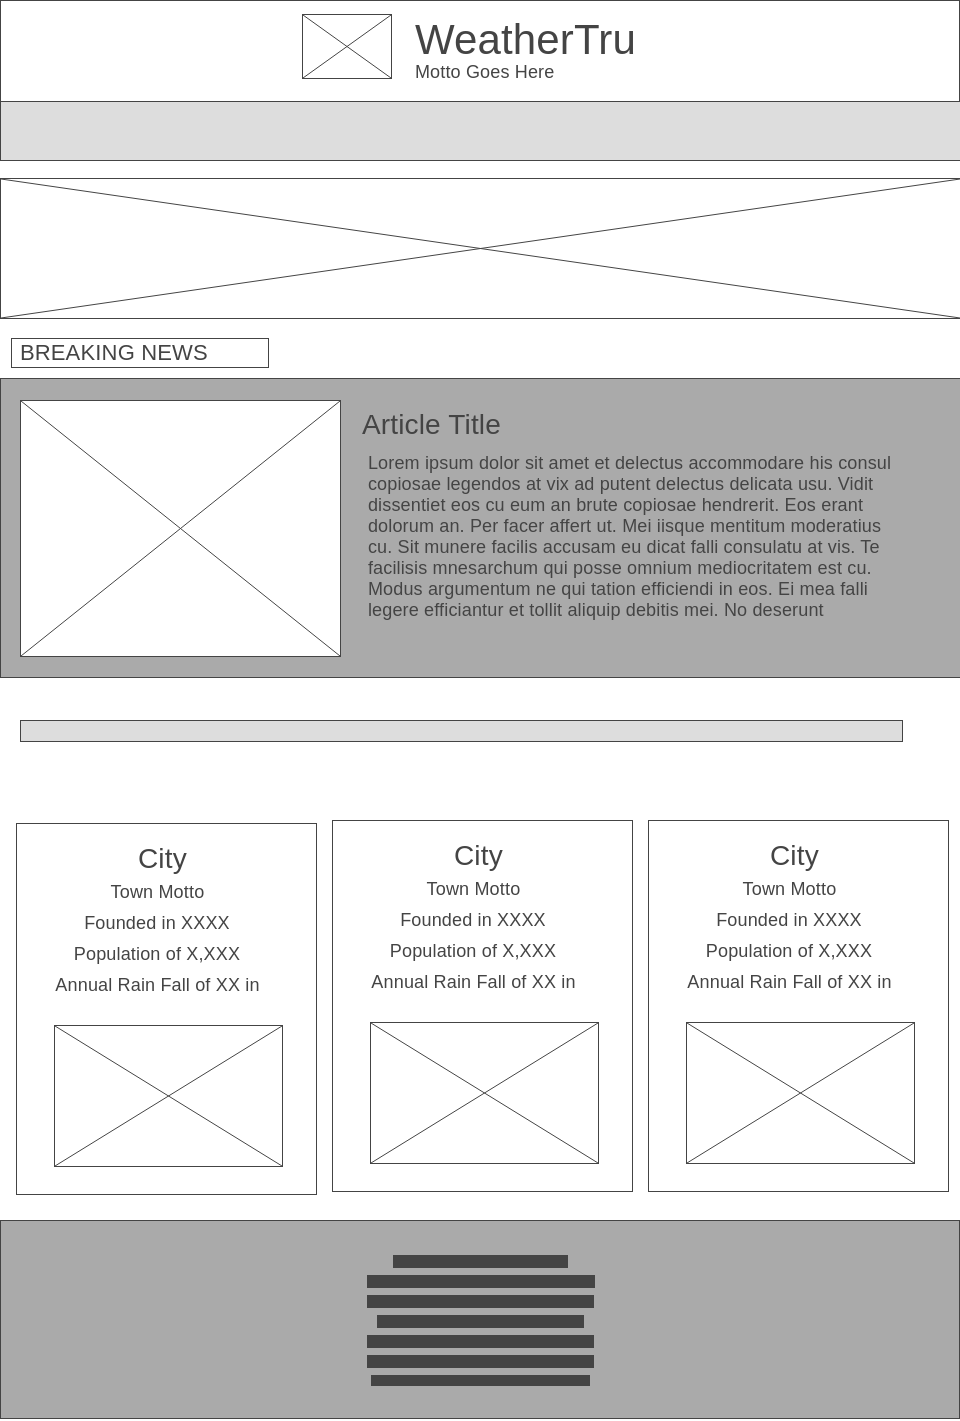 WeatherTru
Motto Goes Here
BREAKING NEWS
Article Title
Lorem ipsum dolor sit amet et delectus accommodare his consul
copiosae legendos at vix ad putent delectus delicata usu. Vidit
dissentiet eos cu eum an brute copiosae hendrerit. Eos erant
dolorum an. Per facer affert ut. Mei iisque mentitum moderatius
cu. Sit munere facilis accusam eu dicat falli consulatu at vis. Te
facilisis mnesarchum qui posse omnium mediocritatem est cu.
Modus argumentum ne qui tation efficiendi in eos. Ei mea falli
legere efficiantur et tollit aliquip debitis mei. No deserunt
City
Town Motto
Founded in XXXX
Population of X,XXX
Annual Rain Fall of XX in
City
Town Motto
Founded in XXXX
Population of X,XXX
Annual Rain Fall of XX in
City
Town Motto
Founded in XXXX
Population of X,XXX
Annual Rain Fall of XX in